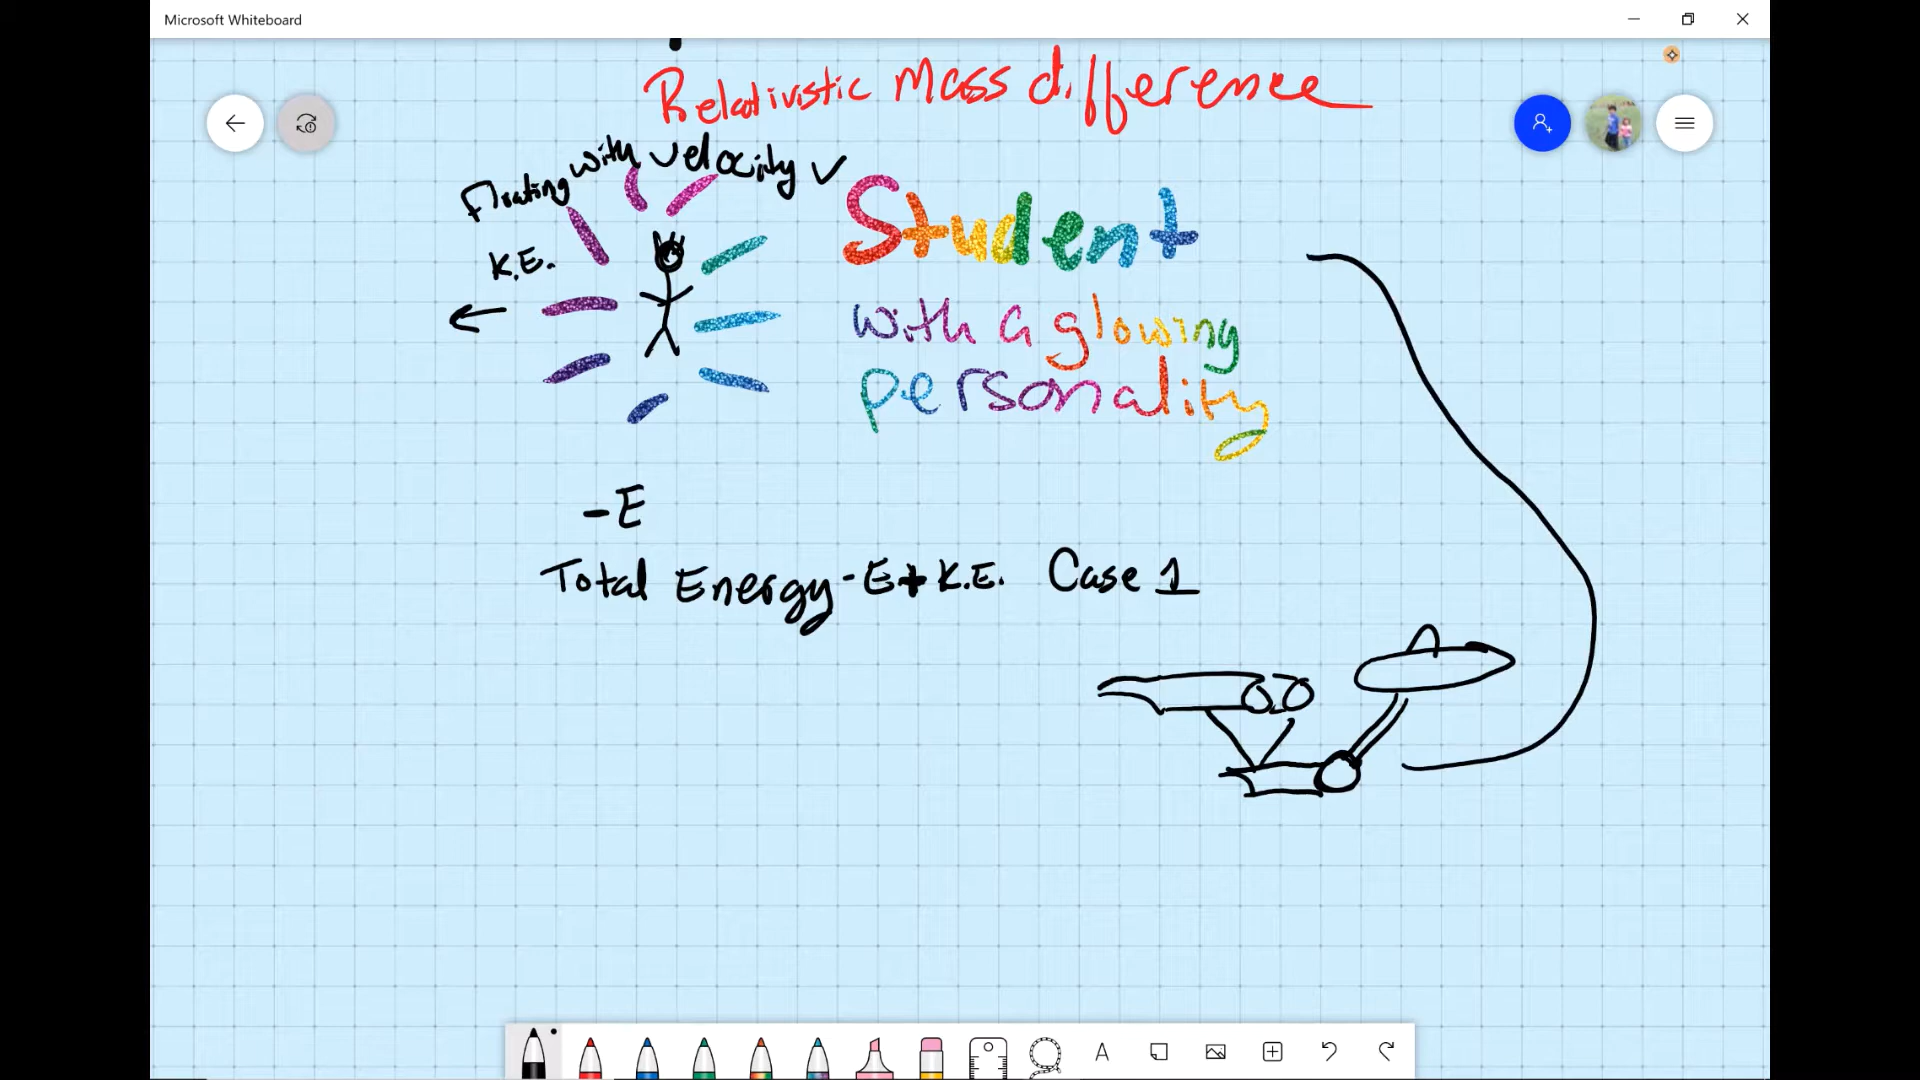 Microsoft Whiteboard
Relativistic Mass difference
floating with velocity v
Student
K.E.
with a glowing
personality
-E
Total Energy -E + K.E. Case 1
A